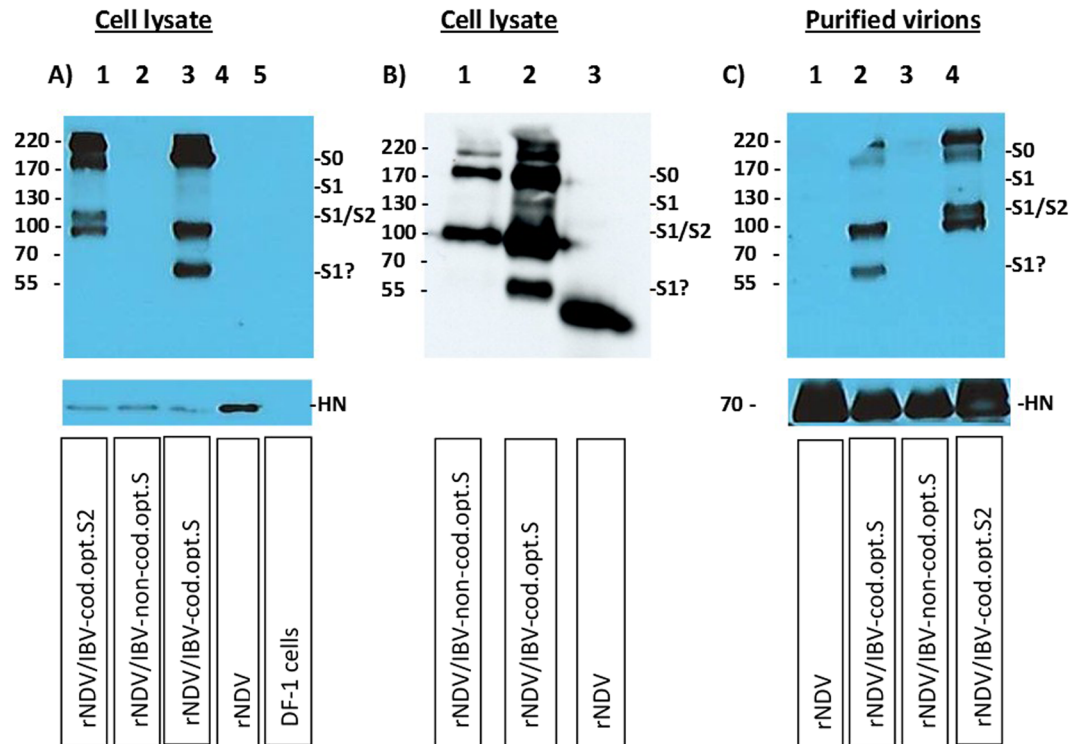 Cell lysate
A) 1 2 3 4 5
220 -
170 -
130 -
100 -
70 -
55 -
-S0
-S1
-S1/S2
-S1?
-HN
rNDV/IBV-cod.opt.S2
rNDV/IBV-non-cod.opt.S
rNDV/IBV-cod.opt.S
rNDV
DF-1 cells
Cell lysate
B) 1 2 3
220 -
170 -
130 -
100 -
70 -
55 -
-S0
-S1
-S1/S2
-S1?
rNDV/IBV-non-cod.opt.S
rNDV/IBV-cod.opt.S
rNDV
Purified virions
C) 1 2 3 4
220 -
170 -
130 -
100 -
70 -
55 -
-S0
-S1
-S1/S2
-S1?
70 -
-HN
rNDV
rNDV/IBV-cod.opt.S
rNDV/IBV-non-cod.opt.S
rNDV/IBV-cod.opt.S2